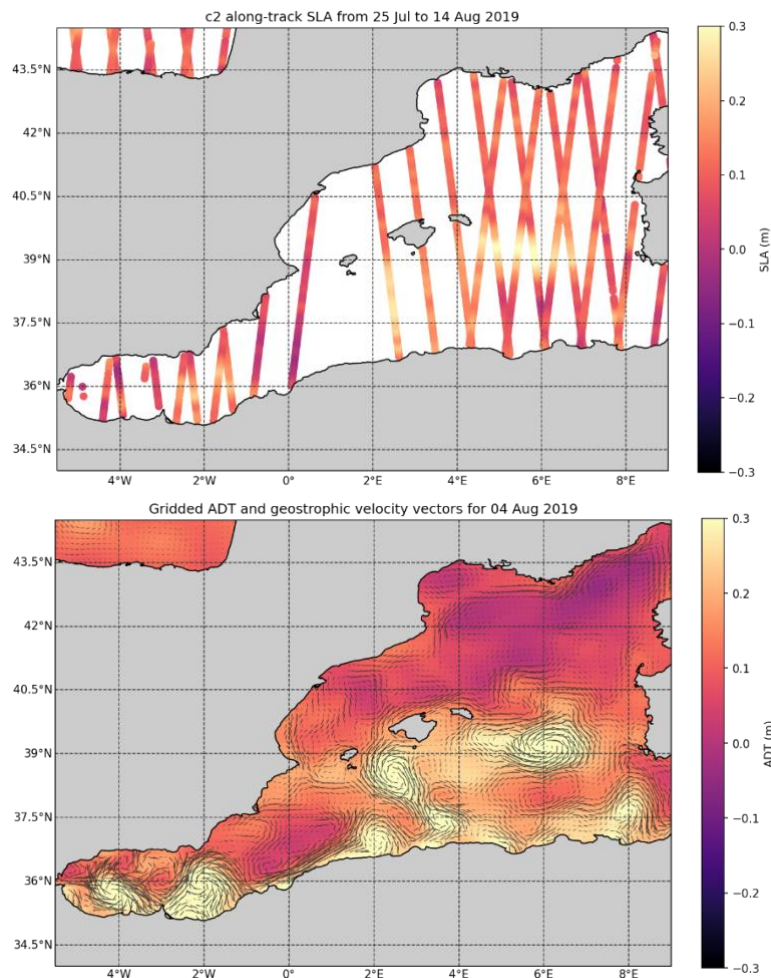 c2 along-track SLA from 25 Jul to 14 Aug 2019
43.5°N
42°N
40.5°N
39°N
37.5°N
36°N
34.5°N
4°W
2°W
0°
2°E
4°E
6°E
8°E
0.3
0.2
0.1
0.0
−0.1
−0.2
−0.3
SLA (m)
Gridded ADT and geostrophic velocity vectors for 04 Aug 2019
43.5°N
42°N
40.5°N
39°N
37.5°N
36°N
34.5°N
4°W
2°W
0°
2°E
4°E
6°E
8°E
0.3
0.2
0.1
0.0
−0.1
−0.2
−0.3
ADT (m)